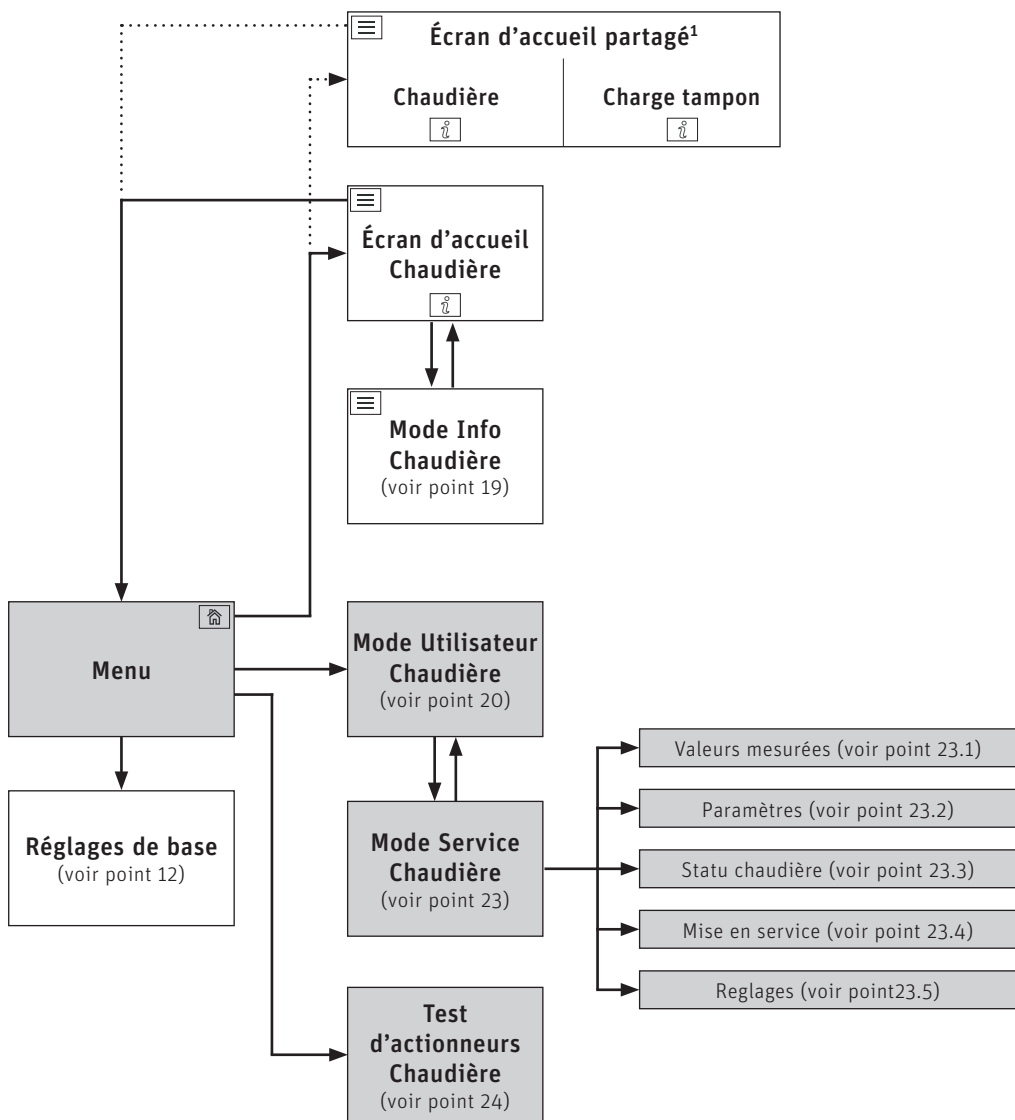 Écran d'accueil partagé¹
Chaudière
Charge tampon
i
i
Écran d'accueil
Chaudière
i
Mode Info
Chaudière
(voir point 19)
Menu
Mode Utilisateur
Chaudière
(voir point 20)
Réglages de base
(voir point 12)
Mode Service
Chaudière
(voir point 23)
Valeurs mesurées (voir point 23.1)
Paramètres (voir point 23.2)
Statu chaudière (voir point 23.3)
Mise en service (voir point 23.4)
Reglages (voir point23.5)
Test
d'actionneurs
Chaudière
(voir point 24)